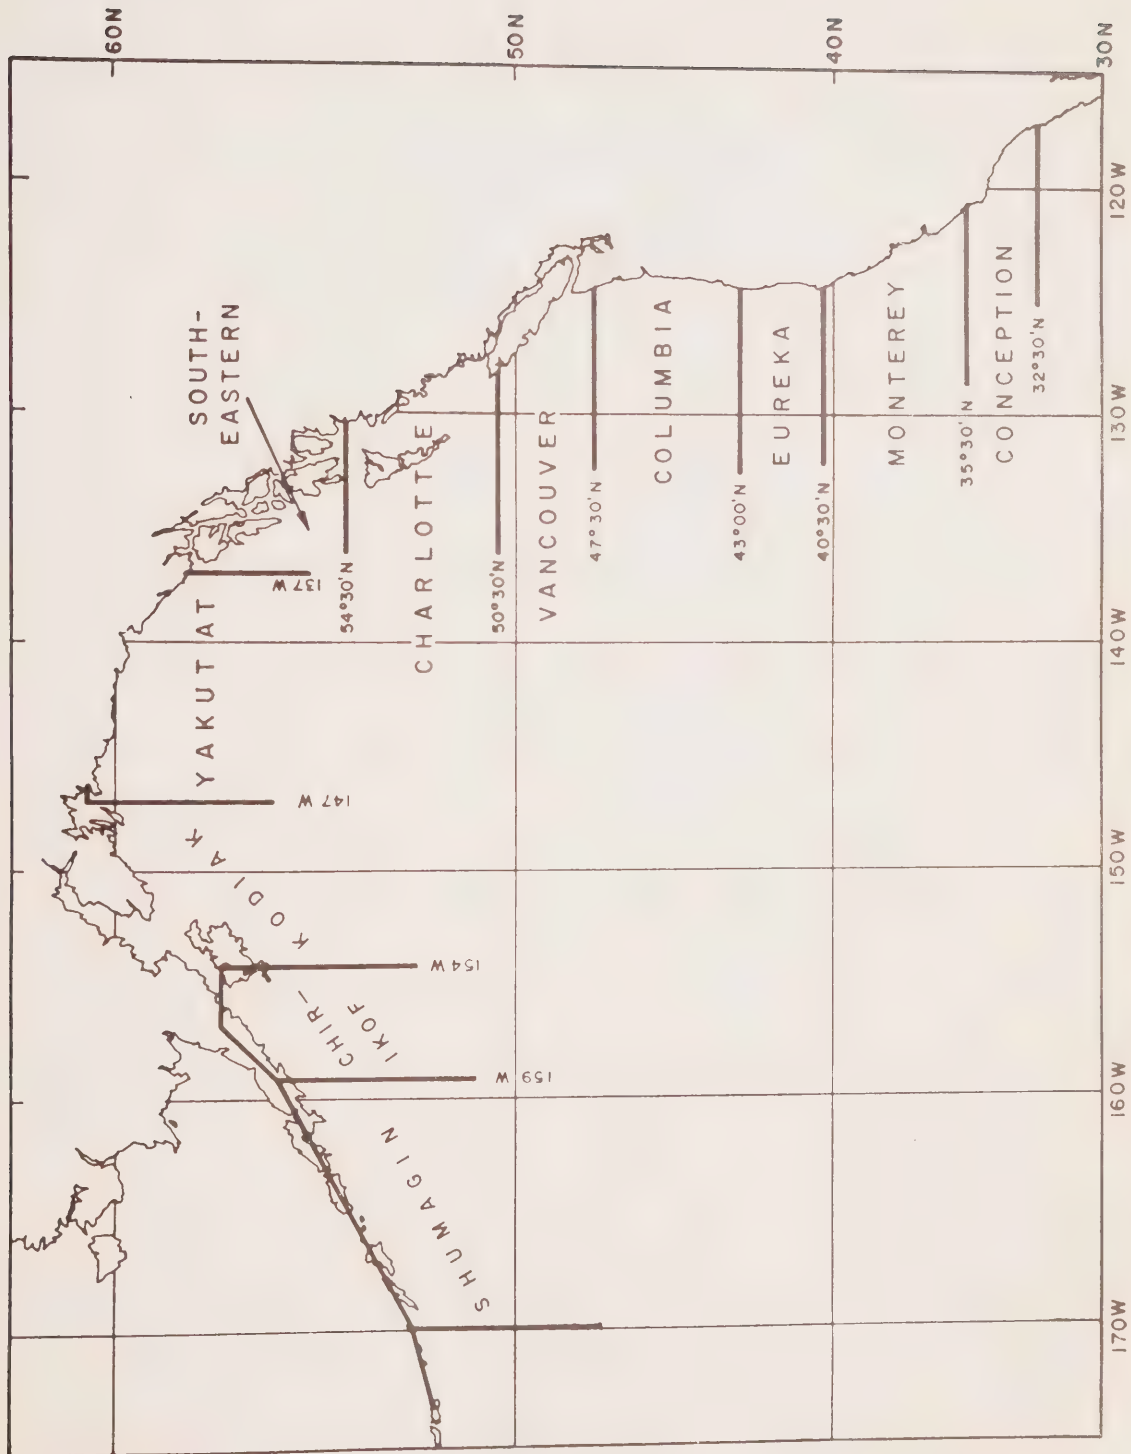 60N
50N
40N
30N
120W
130W
140W
150W
160W
170W
SOUTH-
EASTERN
YAKUTAT
KODIAK
CHIR-
IKOF
SHUMAGIN
CHARLOTTE
VANCOUVER
COLUMBIA
EUREKA
MONTEREY
CONCEPTION
137 W
147 W
154 W
159 W
54°30'N
50°30'N
47°30'N
43°00'N
40°30'N
35°30'N
32°30'N